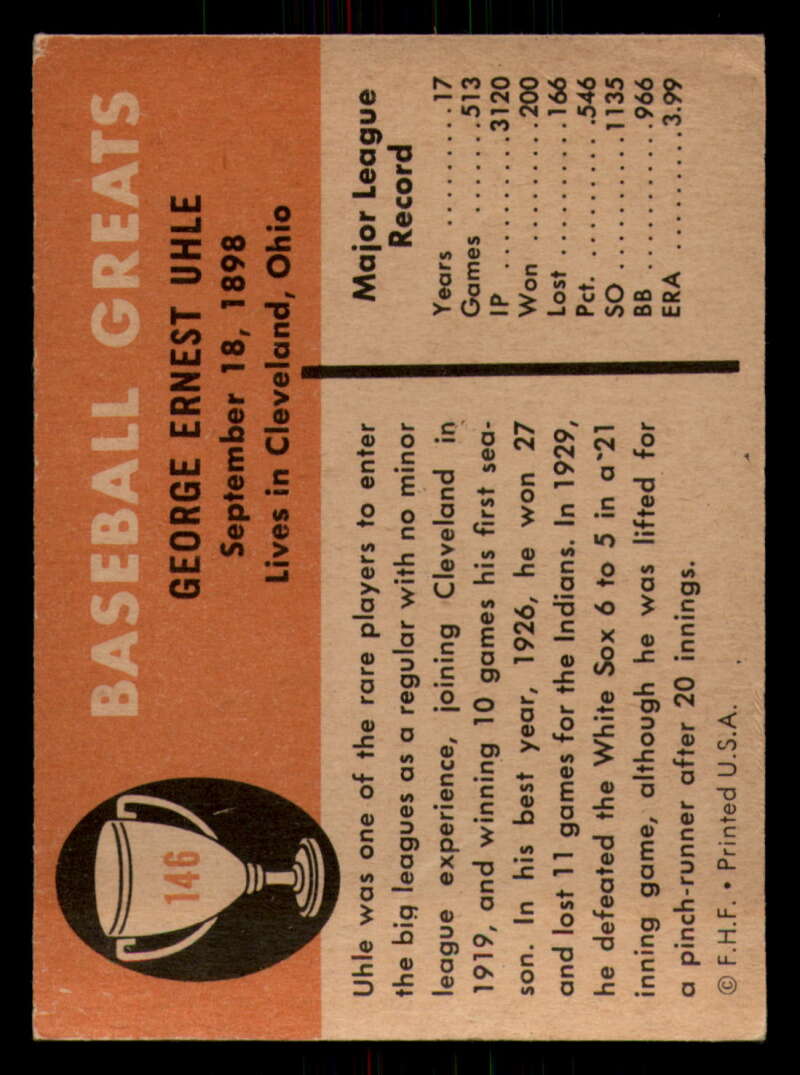 BASEBALL GREATS
146
GEORGE ERNEST UHLE
September 18, 1898
Lives in Cleveland, Ohio
Uhle was one of the rare players to enter
the big leagues as a regular with no minor
league experience, joining Cleveland in
1919, and winning 10 games his first sea-
son. In his best year, 1926, he won 27
and lost 11 games for the Indians. In 1929,
he defeated the White Sox 6 to 5 in a 21
inning game, although he was lifted for
a pinch-runner after 20 innings.
© F.H.F. • Printed U.S.A.
Major League
Record
Years .........17
Games .......513
IP ..........3120
Won .........200
Lost .........166
Pct. .........546
SO .........1135
BB ..........966
ERA ........3.99